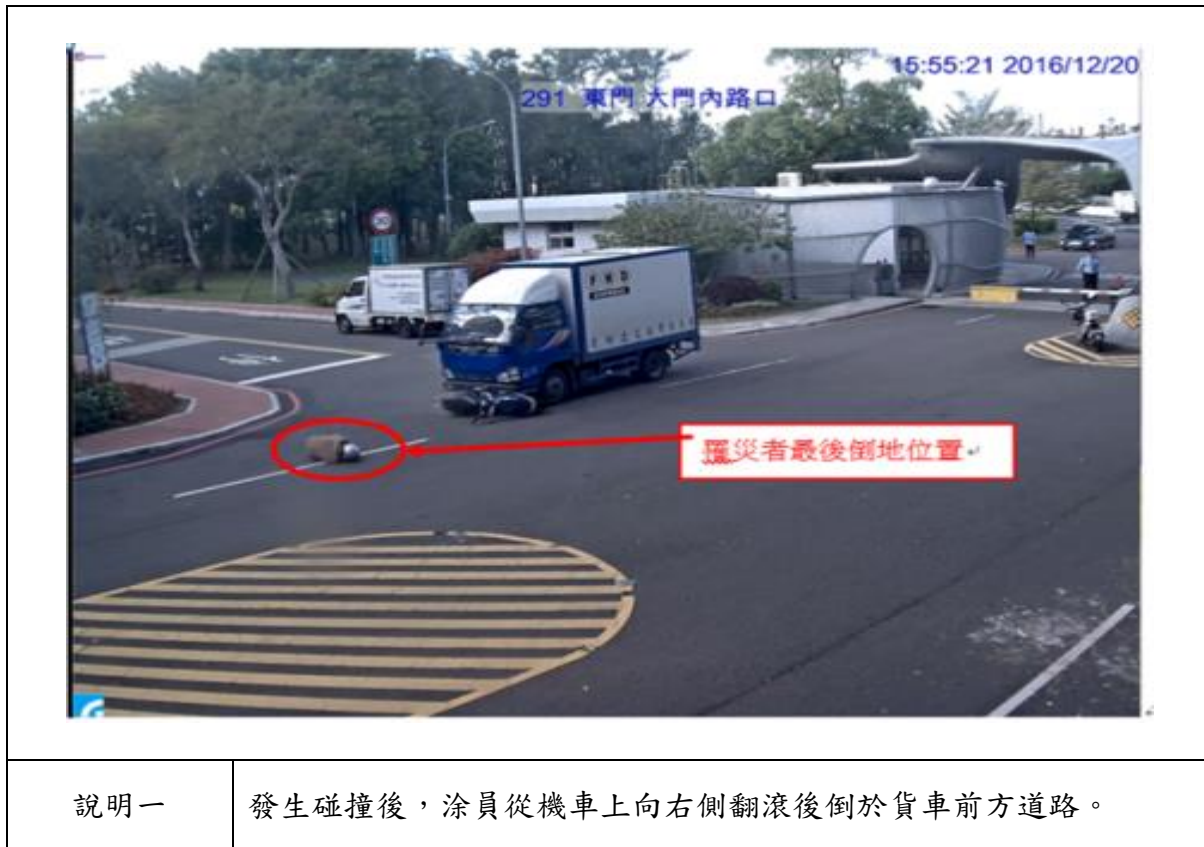 15:55:21 2016/12/20
291 東門 大門內路口
罹災者最後倒地位置
說明一
發生碰撞後，涂員從機車上向右側翻滾後倒於貨車前方道路。